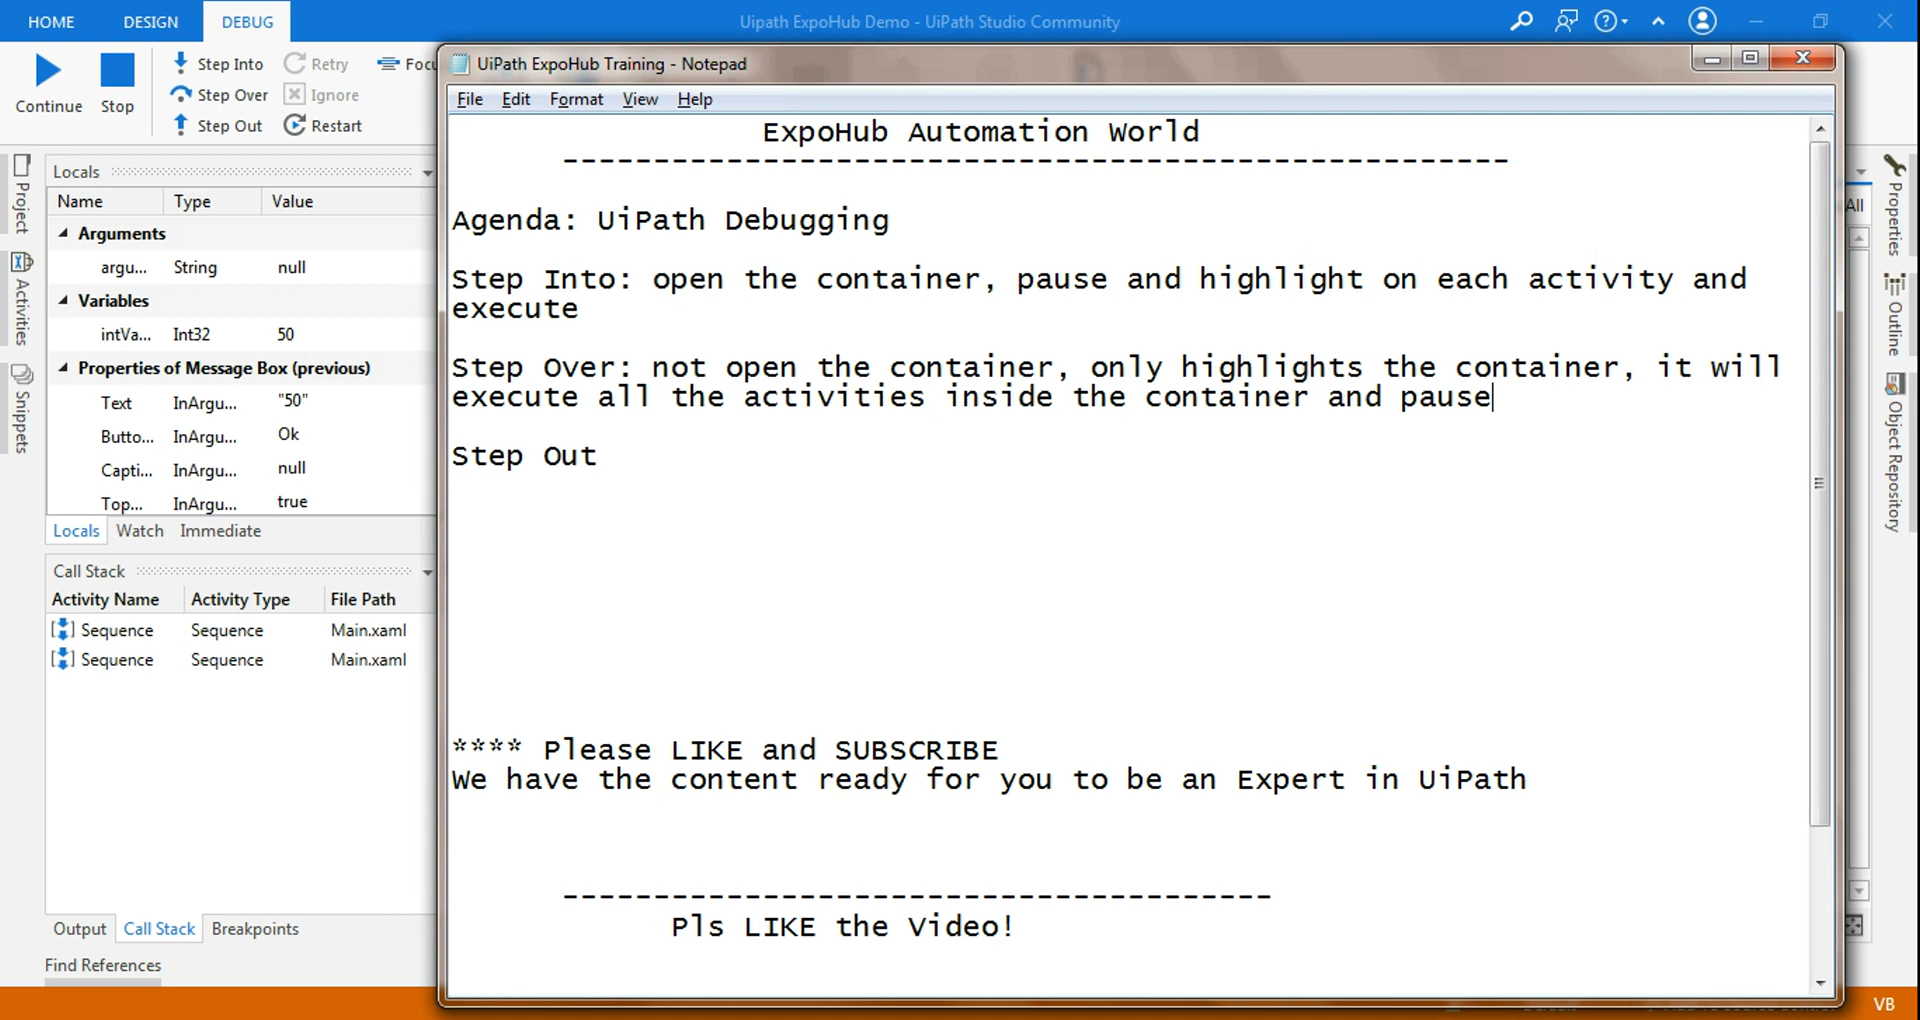 HOME DESIGN DEBUG Uipath ExpoHub Demo - UiPath Studio Community
Continue Stop Step Into Step Over Step Out Retry Ignore Restart Focu
UiPath ExpoHub Training - Notepad
File Edit Format View Help
ExpoHub Automation World
----------------------------------------------------
Agenda: UiPath Debugging
Step Into: open the container, pause and highlight on each activity and
execute
Step Over: not open the container, only highlights the container, it will
execute all the activities inside the container and pause
Step Out
**** Please LIKE and SUBSCRIBE
We have the content ready for you to be an Expert in UiPath
---------------------------------------
Pls LIKE the Video!
Project
Activities
Snippets
Locals
Name Type Value
Arguments
argu... String null
Variables
intVa... Int32 50
Properties of Message Box (previous)
Text InArgu... "50"
Butto... InArgu... Ok
Capti... InArgu... null
Top... InArgu... true
Locals Watch Immediate
Call Stack
Activity Name Activity Type File Path
Sequence Sequence Main.xaml
Sequence Sequence Main.xaml
Output Call Stack Breakpoints
Find References
All
Properties
Outline
Object Repository
VB